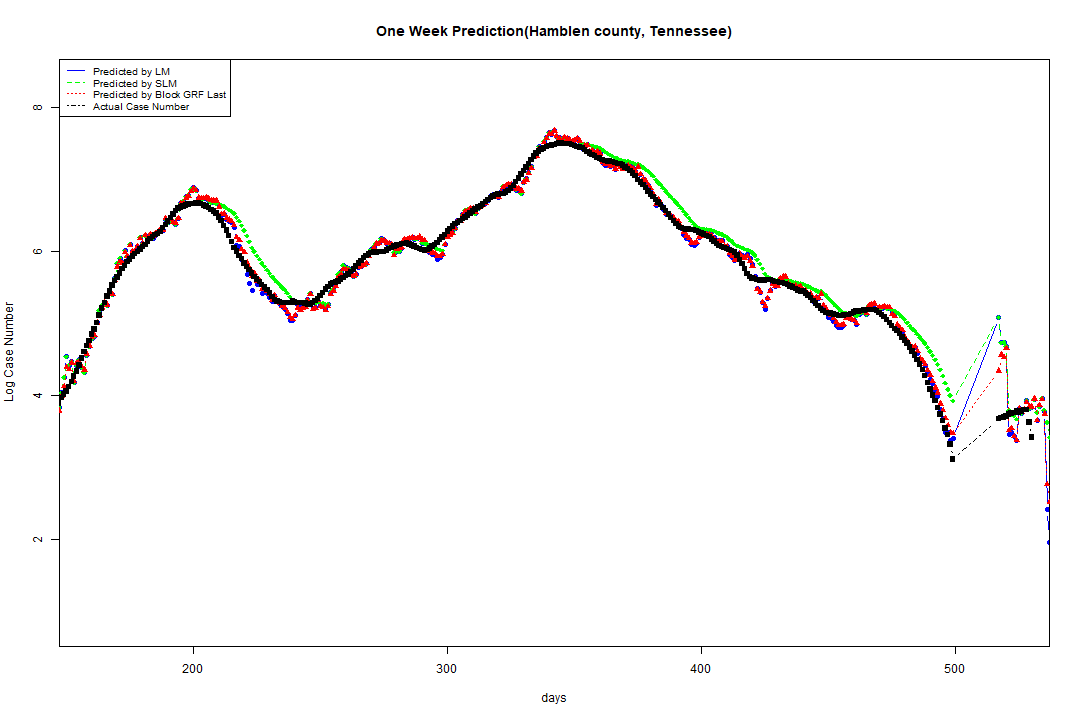 One Week Prediction(Hamblen county, Tennessee)
Predicted by LM
Predicted by SLM
Predicted by Block GRF Last
Actual Case Number
Log Case Number
8
6
4
2
200
300
400
500
days